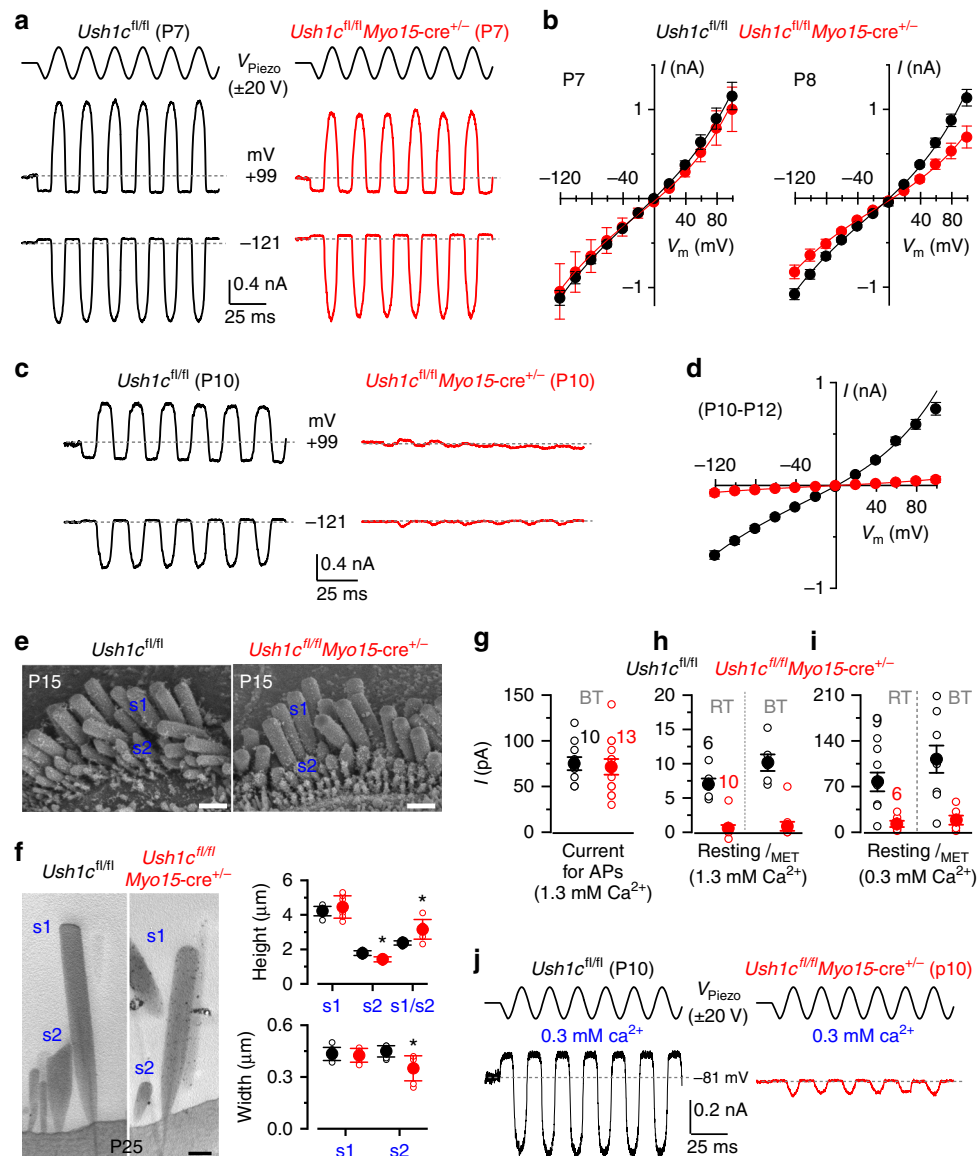 a
Ush1c^fl/fl (P7)
Ush1c^fl/fl Myo15-cre^+/– (P7)
V_Piezo
(±20 V)
mV
+99
–121
0.4 nA
25 ms
b
Ush1c^fl/fl
Ush1c^fl/fl Myo15-cre^+/–
P7
I (nA)
1
–120
–40
40 80
V_m (mV)
–1
P8
I (nA)
1
–120
–40
40 80
V_m (mV)
–1
c
Ush1c^fl/fl (P10)
Ush1c^fl/fl Myo15-cre^+/– (P10)
mV
+99
–121
0.4 nA
25 ms
d
(P10-P12)
1
I (nA)
–120
–40
40 80
V_m (mV)
–1
e
Ush1c^fl/fl
Ush1c^fl/fl Myo15-cre^+/–
P15
s1
s2
P15
s1
s2
f
Ush1c^fl/fl
Ush1c^fl/fl
Myo15-cre^+/–
s1
s2
s1
s2
P25
Height (μm)
6
4
2
0
*
*
s1 s2 s1/s2
Width (μm)
0.6
0.3
0.0
*
s1 s2
g h i
Ush1c^fl/fl
Ush1c^fl/fl Myo15-cre^+/–
I (pA)
150
125
100
75
50
25
0
BT
10
13
Current
for APs
(1.3 mM Ca²⁺)
20
15
10
5
0
RT BT
6
10
Resting I_MET
(1.3 mM Ca²⁺)
210
140
70
0
RT BT
9
6
Resting I_MET
(0.3 mM Ca²⁺)
j
Ush1c^fl/fl (P10)
Ush1c^fl/fl Myo15-cre^+/– (p10)
V_Piezo
(±20 V)
0.3 mM ca²⁺
0.3 mM ca²⁺
–81 mV
0.2 nA
25 ms